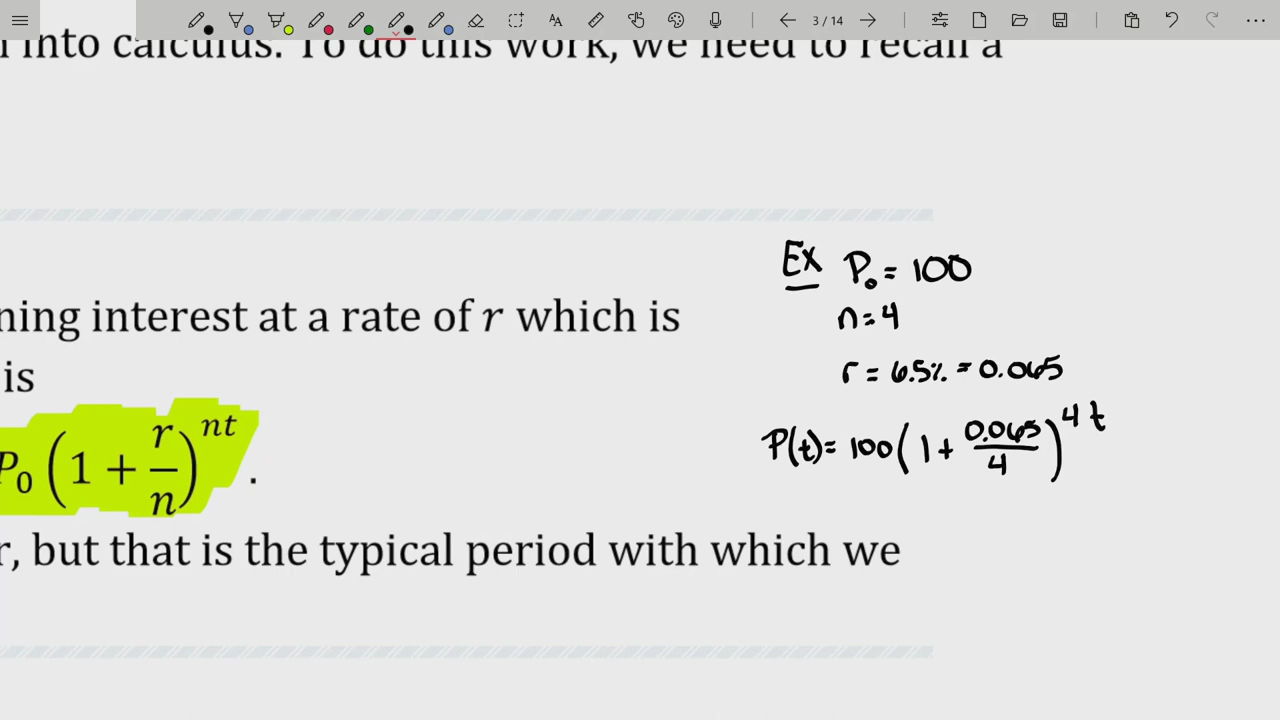 3 / 14
into calculus. To do this work, we need to recall a
ning interest at a rate of r which is
is
P₀(1 + r/n)^{nt}.
r, but that is the typical period with which we
Ex P₀ = 100
n = 4
r = 6.5% = 0.065
P(t) = 100(1 + 0.065/4)^{4t}